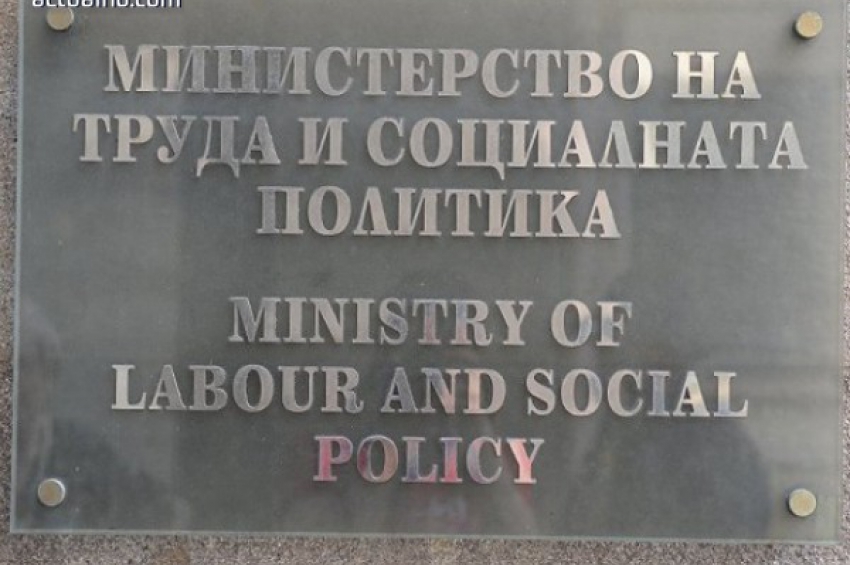 МИНИСТЕРСТВО НА
ТРУДА И СОЦИАЛНАТА
ПОЛИТИКА
MINISTRY OF
LABOUR AND SOCIAL
POLICY